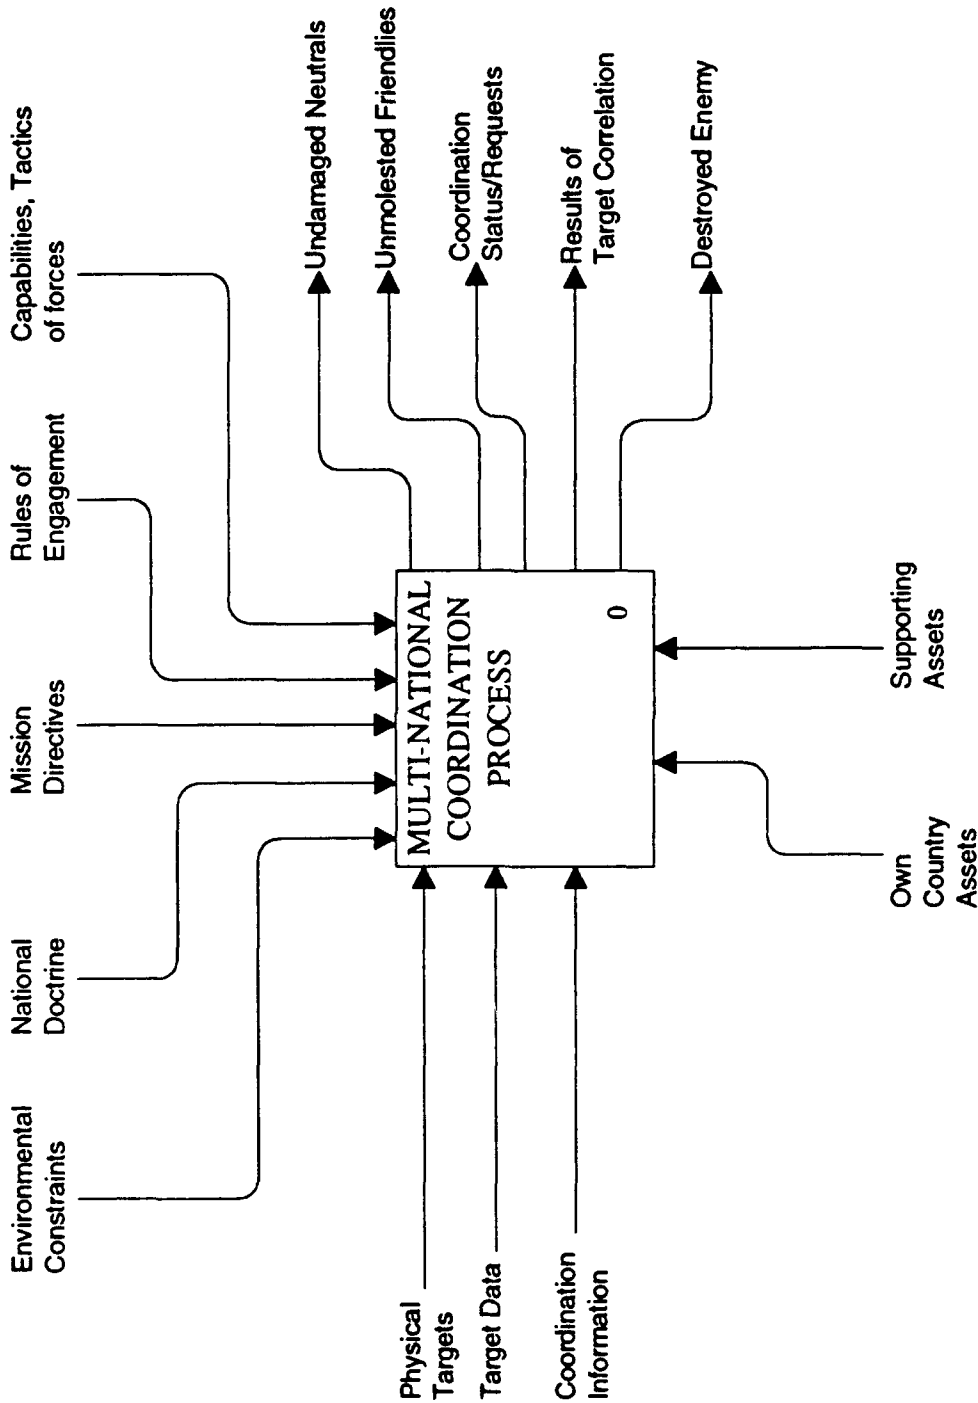 Environmental
Constraints
National
Doctrine
Mission
Directives
Rules of
Engagement
Capabilities, Tactics
of forces
Physical
Targets
Target Data
Coordination
Information
MULTI-NATIONAL
COORDINATION
PROCESS
0
Undamaged Neutrals
Unmolested Friendlies
Coordination
Status/Requests
Results of
Target Correlation
Destroyed Enemy
Own
Country
Assets
Supporting
Assets